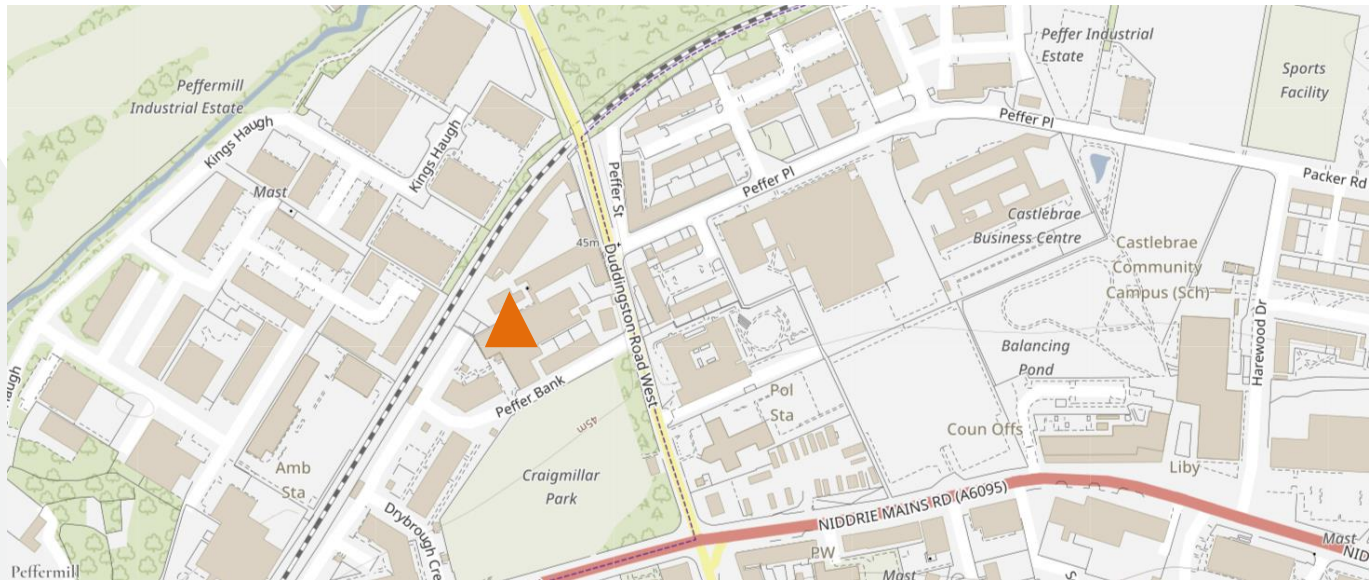 Peffermill
Industrial Estate
Kings Haugh
Kings Haugh
Mast
Peffer Industrial
Estate
Sports
Facility
Peffer Pl
Peffer Pl
Packer Rd
Peffer St
45m
Duddingston Road West
Castlebrae
Business Centre
Castlebrae
Community
Campus (Sch)
Balancing
Pond
Harewood Dr
Peffer Bank
45m
Pol
Sta
Coun Offs
Liby
Amb
Sta
Craigmillar
Park
Drybrough Cre
NIDDRIE MAINS RD (A6095)
PW
Mast
Mast
NID
Peffermill